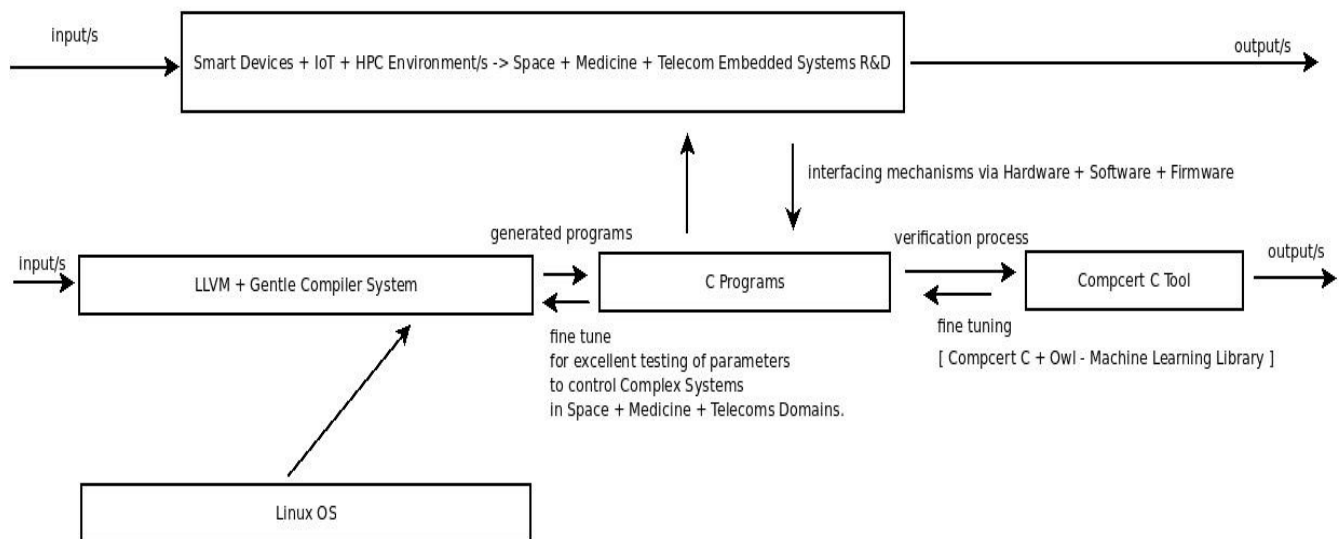 input/s
Smart Devices + IoT + HPC Environment/s -> Space + Medicine + Telecom Embedded Systems R&D
output/s
interfacing mechanisms via Hardware + Software + Firmware
generated programs
verification process
input/s
LLVM + Gentle Compiler System
C Programs
Compcert C Tool
output/s
fine tune
for excellent testing of parameters
to control Complex Systems
in Space + Medicine + Telecoms Domains.
fine tuning
[ Compcert C + Owl - Machine Learning Library ]
Linux OS